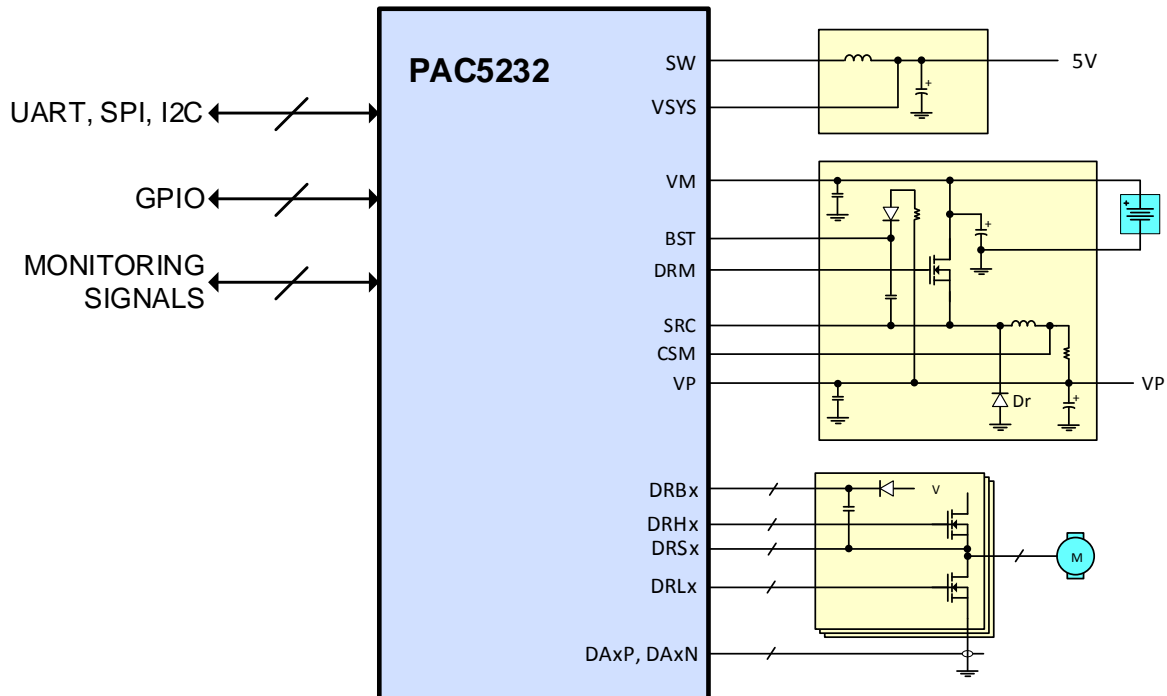 PAC5232
UART, SPI, I2C
GPIO
MONITORING
SIGNALS
SW
5V
VSYS
VM
+
BST
+
DRM
SRC
CSM
VP
VP
Dr
+
DRBx
V
DRHx
DRSx
M
DRLx
DAxP, DAxN
+